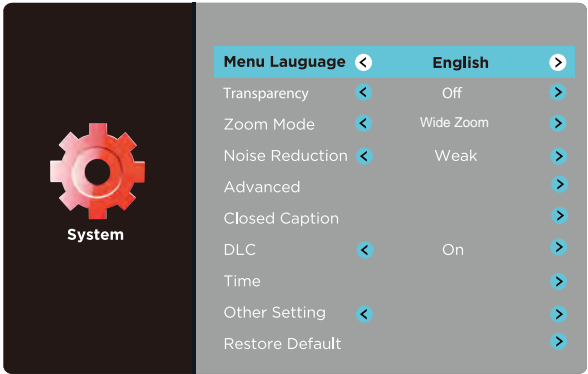 System
Menu Lauguage English
Transparency Off
Zoom Mode Wide Zoom
Noise Reduction Weak
Advanced
Closed Caption
DLC On
Time
Other Setting
Restore Default